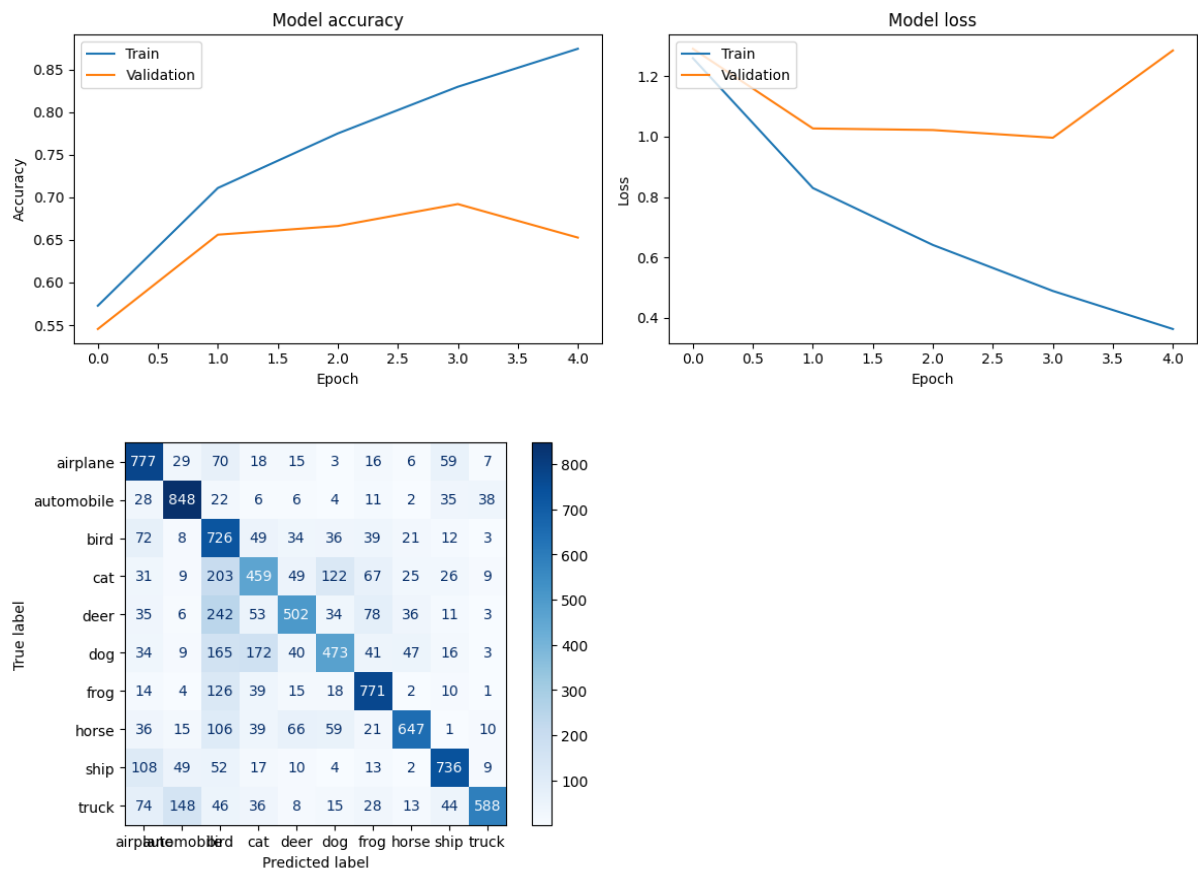 Model accuracy
Train
Validation
0.85
0.80
0.75
0.70
0.65
0.60
0.55
Accuracy
0.0 0.5 1.0 1.5 2.0 2.5 3.0 3.5 4.0
Epoch
Model loss
Train
Validation
1.2
1.0
0.8
0.6
0.4
Loss
0.0 0.5 1.0 1.5 2.0 2.5 3.0 3.5 4.0
Epoch
True label
airplane 777 29 70 18 15 3 16 6 59 7
automobile 28 848 22 6 6 4 11 2 35 38
bird 72 8 726 49 34 36 39 21 12 3
cat 31 9 203 459 49 122 67 25 26 9
deer 35 6 242 53 502 34 78 36 11 3
dog 34 9 165 172 40 473 41 47 16 3
frog 14 4 126 39 15 18 771 2 10 1
horse 36 15 106 39 66 59 21 647 1 10
ship 108 49 52 17 10 4 13 2 736 9
truck 74 148 46 36 8 15 28 13 44 588
airplane automobile bird cat deer dog frog horse ship truck
Predicted label
800
700
600
500
400
300
200
100